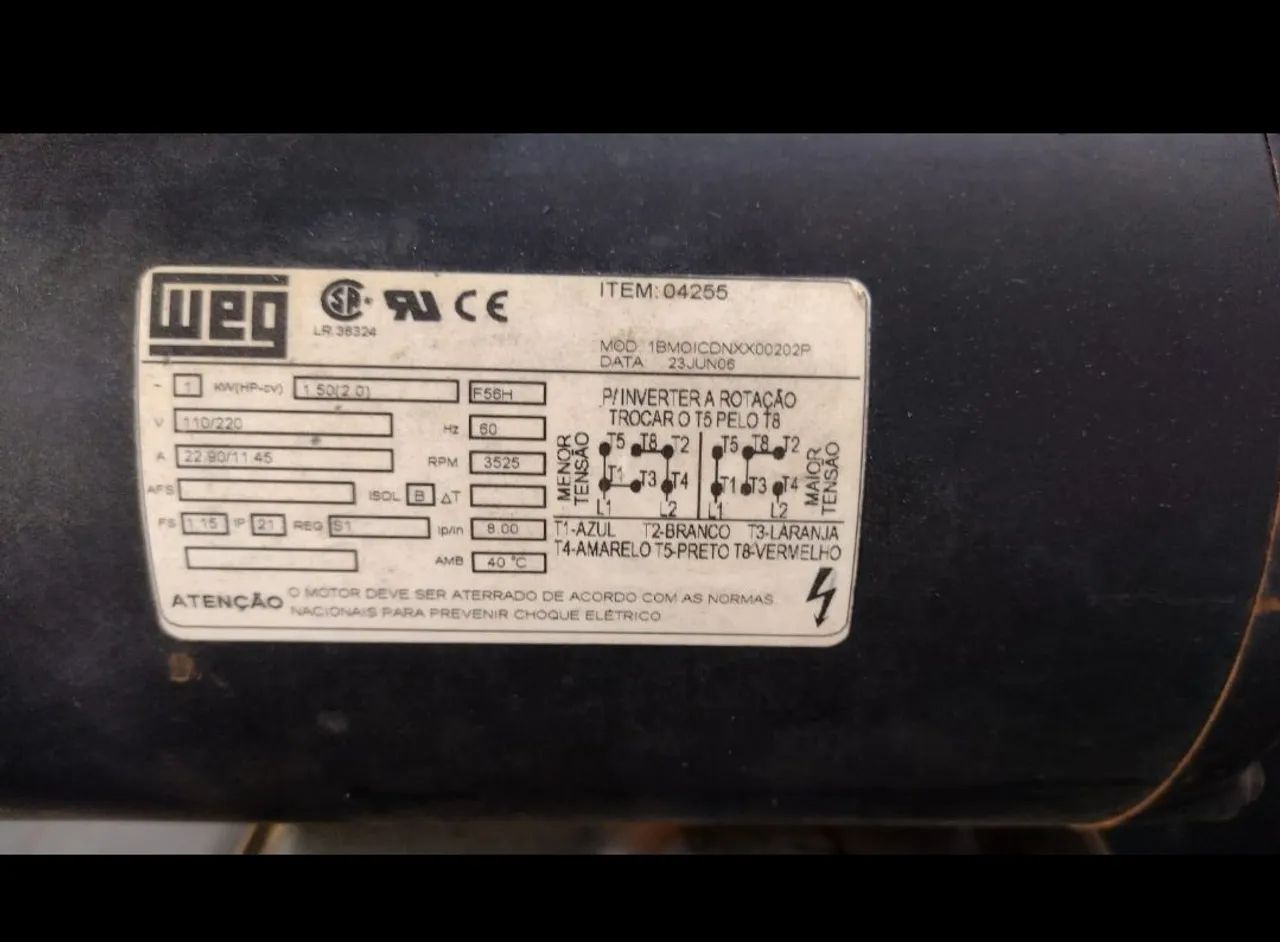 WEG
SA
LR 38324
CE
ITEM: 04255
MOD 1BMOICDNXX00202P
DATA 23JUN06
~ 1 KW(HP-cv) 1.50(2.0) F56H
V 110/220 Hz 60
A 22.90/11.45 RPM 3525
AFS ISOL B ΔT
FS 1.15 IP 21 REG S1 Ip/In 8.00
AMB 40 °C
P/ INVERTER A ROTAÇÃO
TROCAR O T5 PELO T8
MENOR TENSÃO
T5 T8 T2
T1 T3 T4
L1 L2
T5 T8 T2
T1 T3 T4
L1 L2
MAIOR TENSÃO
T1-AZUL T2-BRANCO T3-LARANJA
T4-AMARELO T5-PRETO T8-VERMELHO
ATENÇÃO
O MOTOR DEVE SER ATERRADO DE ACORDO COM AS NORMAS
NACIONAIS PARA PREVENIR CHOQUE ELÉTRICO